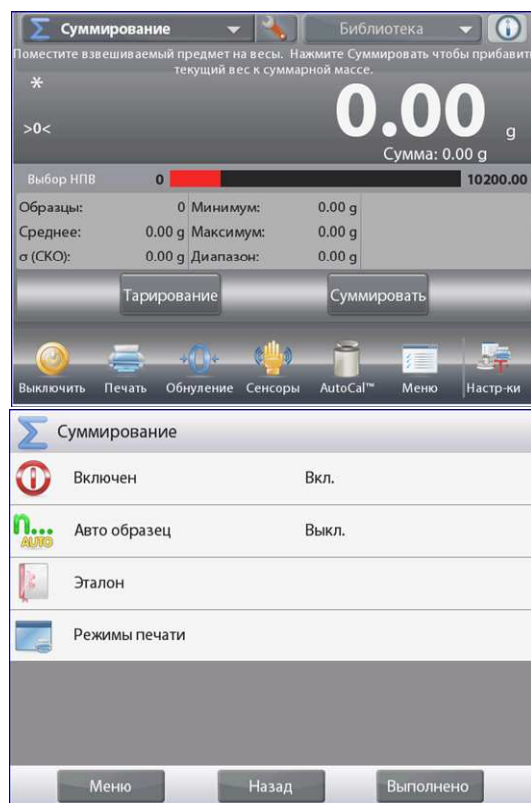 Суммирование Библиотека
Поместите взвешиваемый предмет на весы. Нажмите Суммировать чтобы прибавить
текущий вес к суммарной массе.
*
>0<
0.00 g
Сумма: 0.00 g
Выбор НПВ 0 10200.00
Образцы: 0 Минимум: 0.00 g
Среднее: 0.00 g Максимум: 0.00 g
σ (СКО): 0.00 g Диапазон: 0.00 g
Тарирование Суммировать
Выключить Печать Обнуление Сенсоры AutoCal™ Меню Настр-ки
Суммирование
Включен Вкл.
n...
AUTO
Авто образец Выкл.
Эталон
Режимы печати
Меню Назад Выполнено